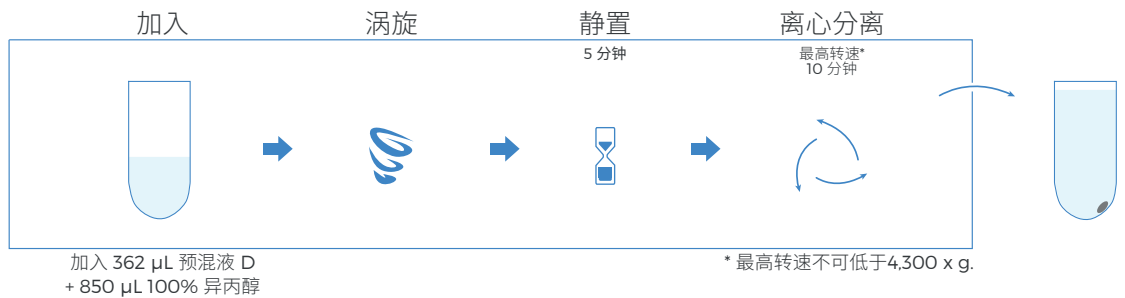 加入
涡旋
静置
离心分离
5 分钟
最高转速*
10 分钟
加入 362 µL 预混液 D
+ 850 µL 100% 异丙醇
* 最高转速不可低于4,300 x g.